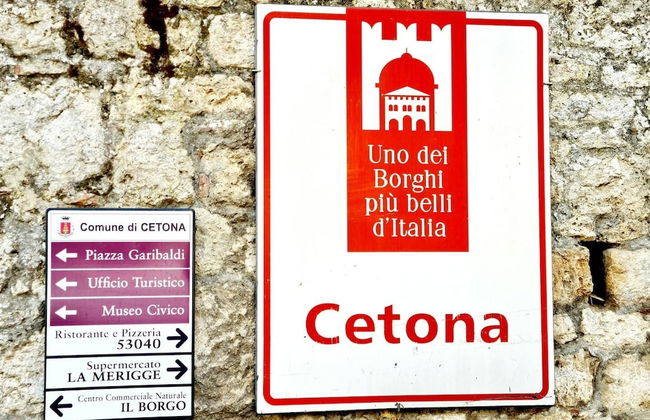 Comune di CETONA
Piazza Garibaldi
Ufficio Turistico
Museo Civico
Ristorante e Pizzeria
53040
Supermercato
LA MERIGGE
Centro Commerciale Naturale
IL BORGO
Uno dei
Borghi
più belli
d'Italia
Cetona